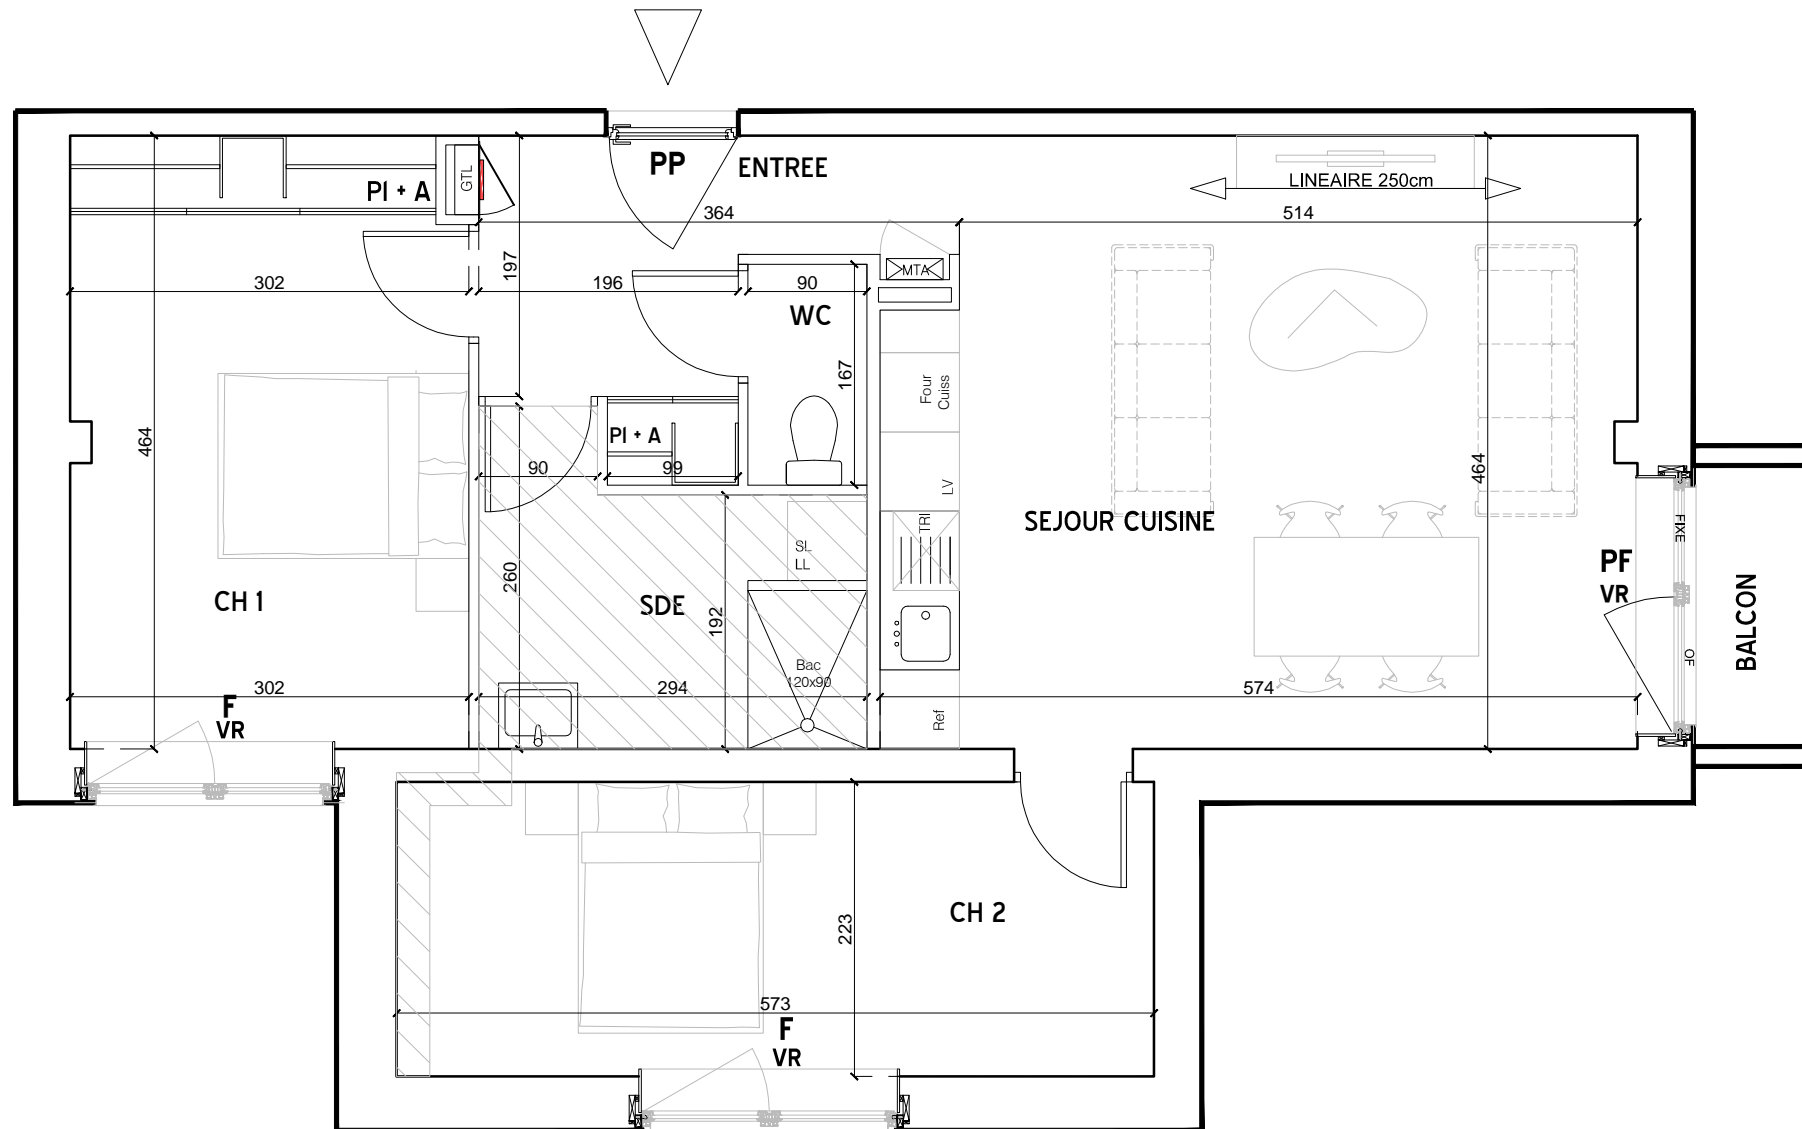 PP
ENTREE
LINEAIRE 250cm
PI + A
GTL
364
514
197
302
196
90
MTA
WC
167
Four
Cuiss
464
PI + A
90
99
LV
464
TRI
SEJOUR CUISINE
FIXE
SL
LL
PF
VR
260
CH 1
SDE
192
BALCON
OF
Bac
120x90
302
294
574
F
VR
Ref
CH 2
223
573
F
VR